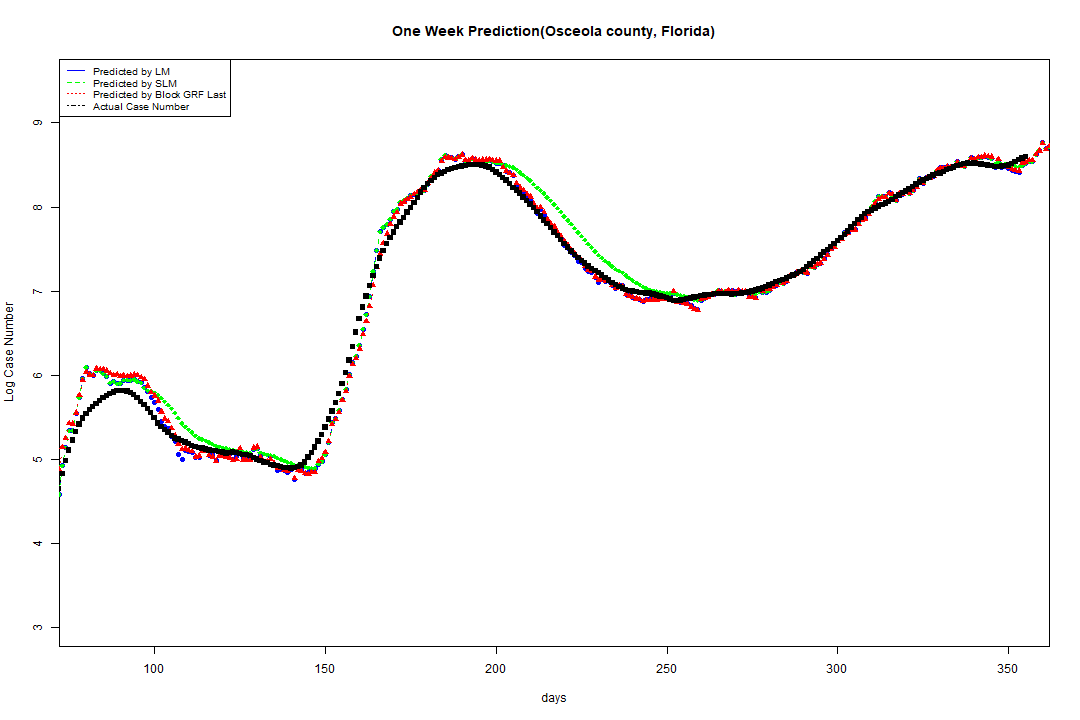 One Week Prediction(Osceola county, Florida)
Predicted by LM
Predicted by SLM
Predicted by Block GRF Last
Actual Case Number
Log Case Number
9
8
7
6
5
4
3
100 150 200 250 300 350
days